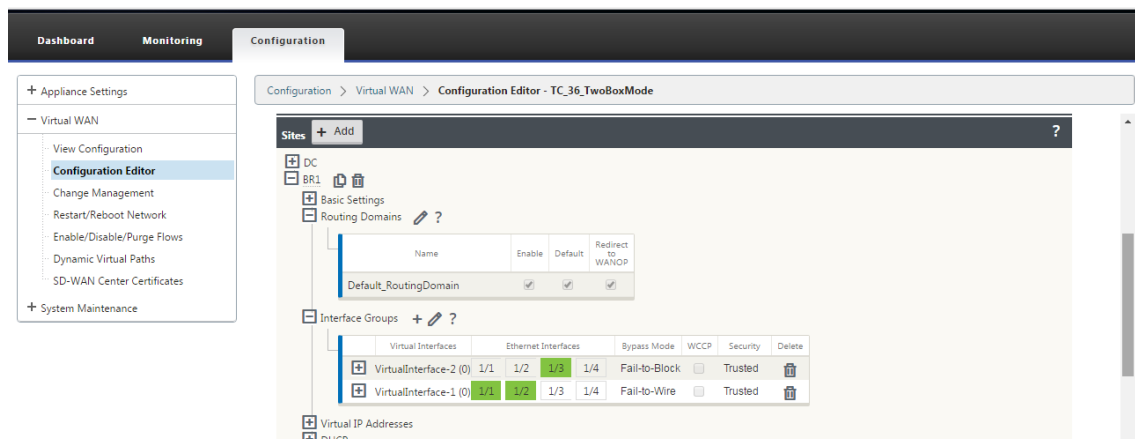 Dashboard Monitoring Configuration
+ Appliance Settings
− Virtual WAN
View Configuration
Configuration Editor
Change Management
Restart/Reboot Network
Enable/Disable/Purge Flows
Dynamic Virtual Paths
SD-WAN Center Certificates
+ System Maintenance
Configuration > Virtual WAN > Configuration Editor - TC_36_TwoBoxMode
Sites + Add ?
DC
BR1
Basic Settings
Routing Domains ?
Name Enable Default Redirect to WANOP
Default_RoutingDomain
Interface Groups + ?
Virtual Interfaces Ethernet Interfaces Bypass Mode WCCP Security Delete
VirtualInterface-2 (0) 1/1 1/2 1/3 1/4 Fail-to-Block Trusted
VirtualInterface-1 (0) 1/1 1/2 1/3 1/4 Fail-to-Wire Trusted
Virtual IP Addresses
DHCP